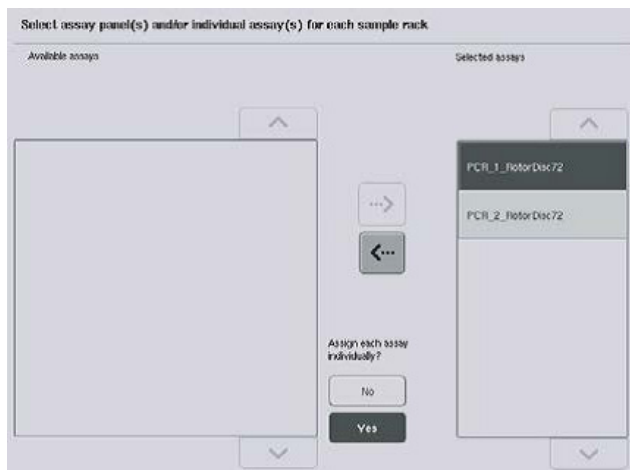 Select assay panel(s) and/or individual assay(s) for each sample rack
Available assays
Selected assays
PCR_1_RotorDisc72
PCR_2_RotorDisc72
Assign each assay
individually?
No
Yes